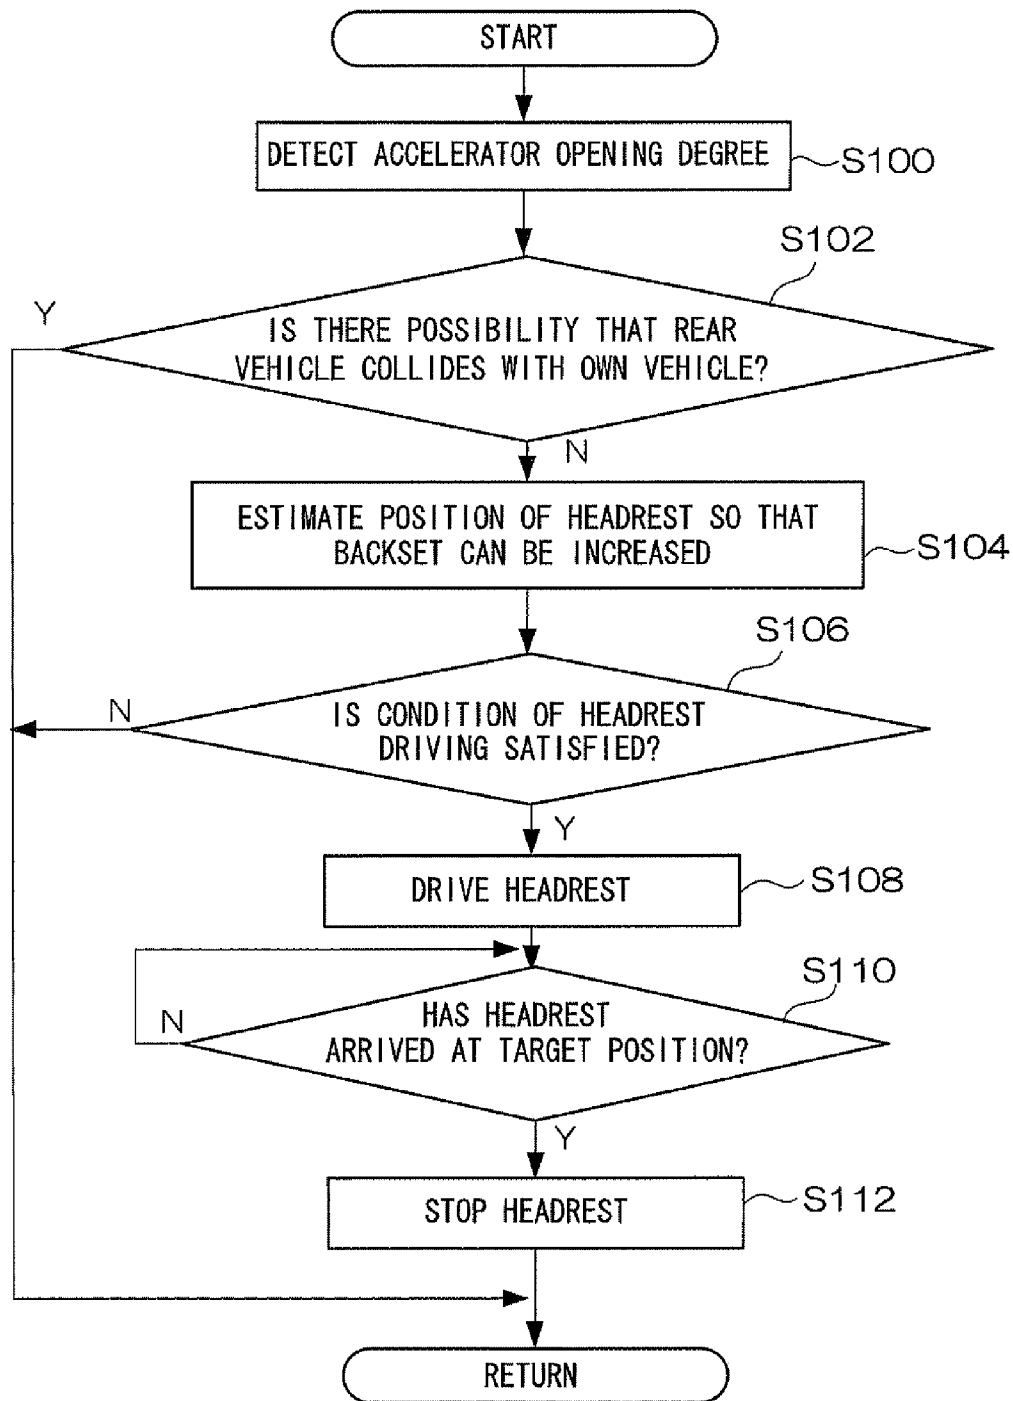 START
DETECT ACCELERATOR OPENING DEGREE
S100
S102
Y
IS THERE POSSIBILITY THAT REAR
VEHICLE COLLIDES WITH OWN VEHICLE?
N
ESTIMATE POSITION OF HEADREST SO THAT
BACKSET CAN BE INCREASED
S104
S106
N
IS CONDITION OF HEADREST
DRIVING SATISFIED?
Y
DRIVE HEADREST
S108
S110
N
HAS HEADREST
ARRIVED AT TARGET POSITION?
Y
STOP HEADREST
S112
RETURN